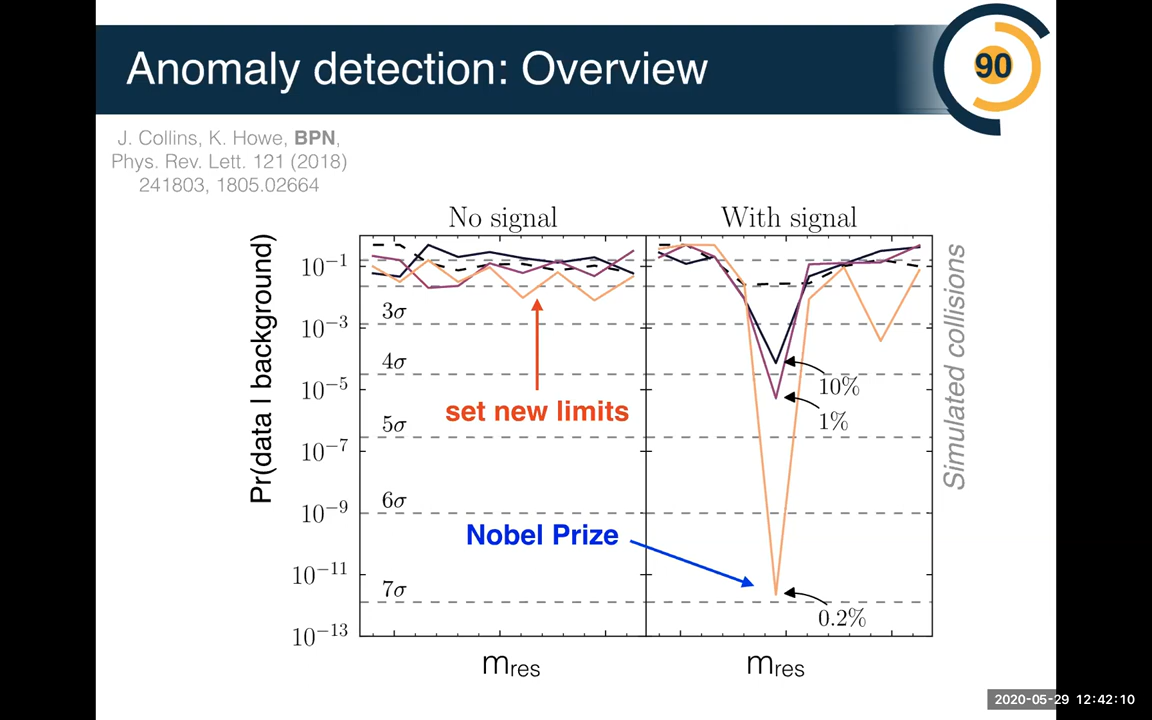 Anomaly detection: Overview
90
J. Collins, K. Howe, BPN,
Phys. Rev. Lett. 121 (2018)
241803, 1805.02664
No signal
With signal
Pr(data | background)
10⁻¹
10⁻³
10⁻⁵
10⁻⁷
10⁻⁹
10⁻¹¹
10⁻¹³
3σ
4σ
5σ
6σ
7σ
set new limits
Nobel Prize
10%
1%
0.2%
Simulated collisions
mres
mres
2020-05-29 12:42:10